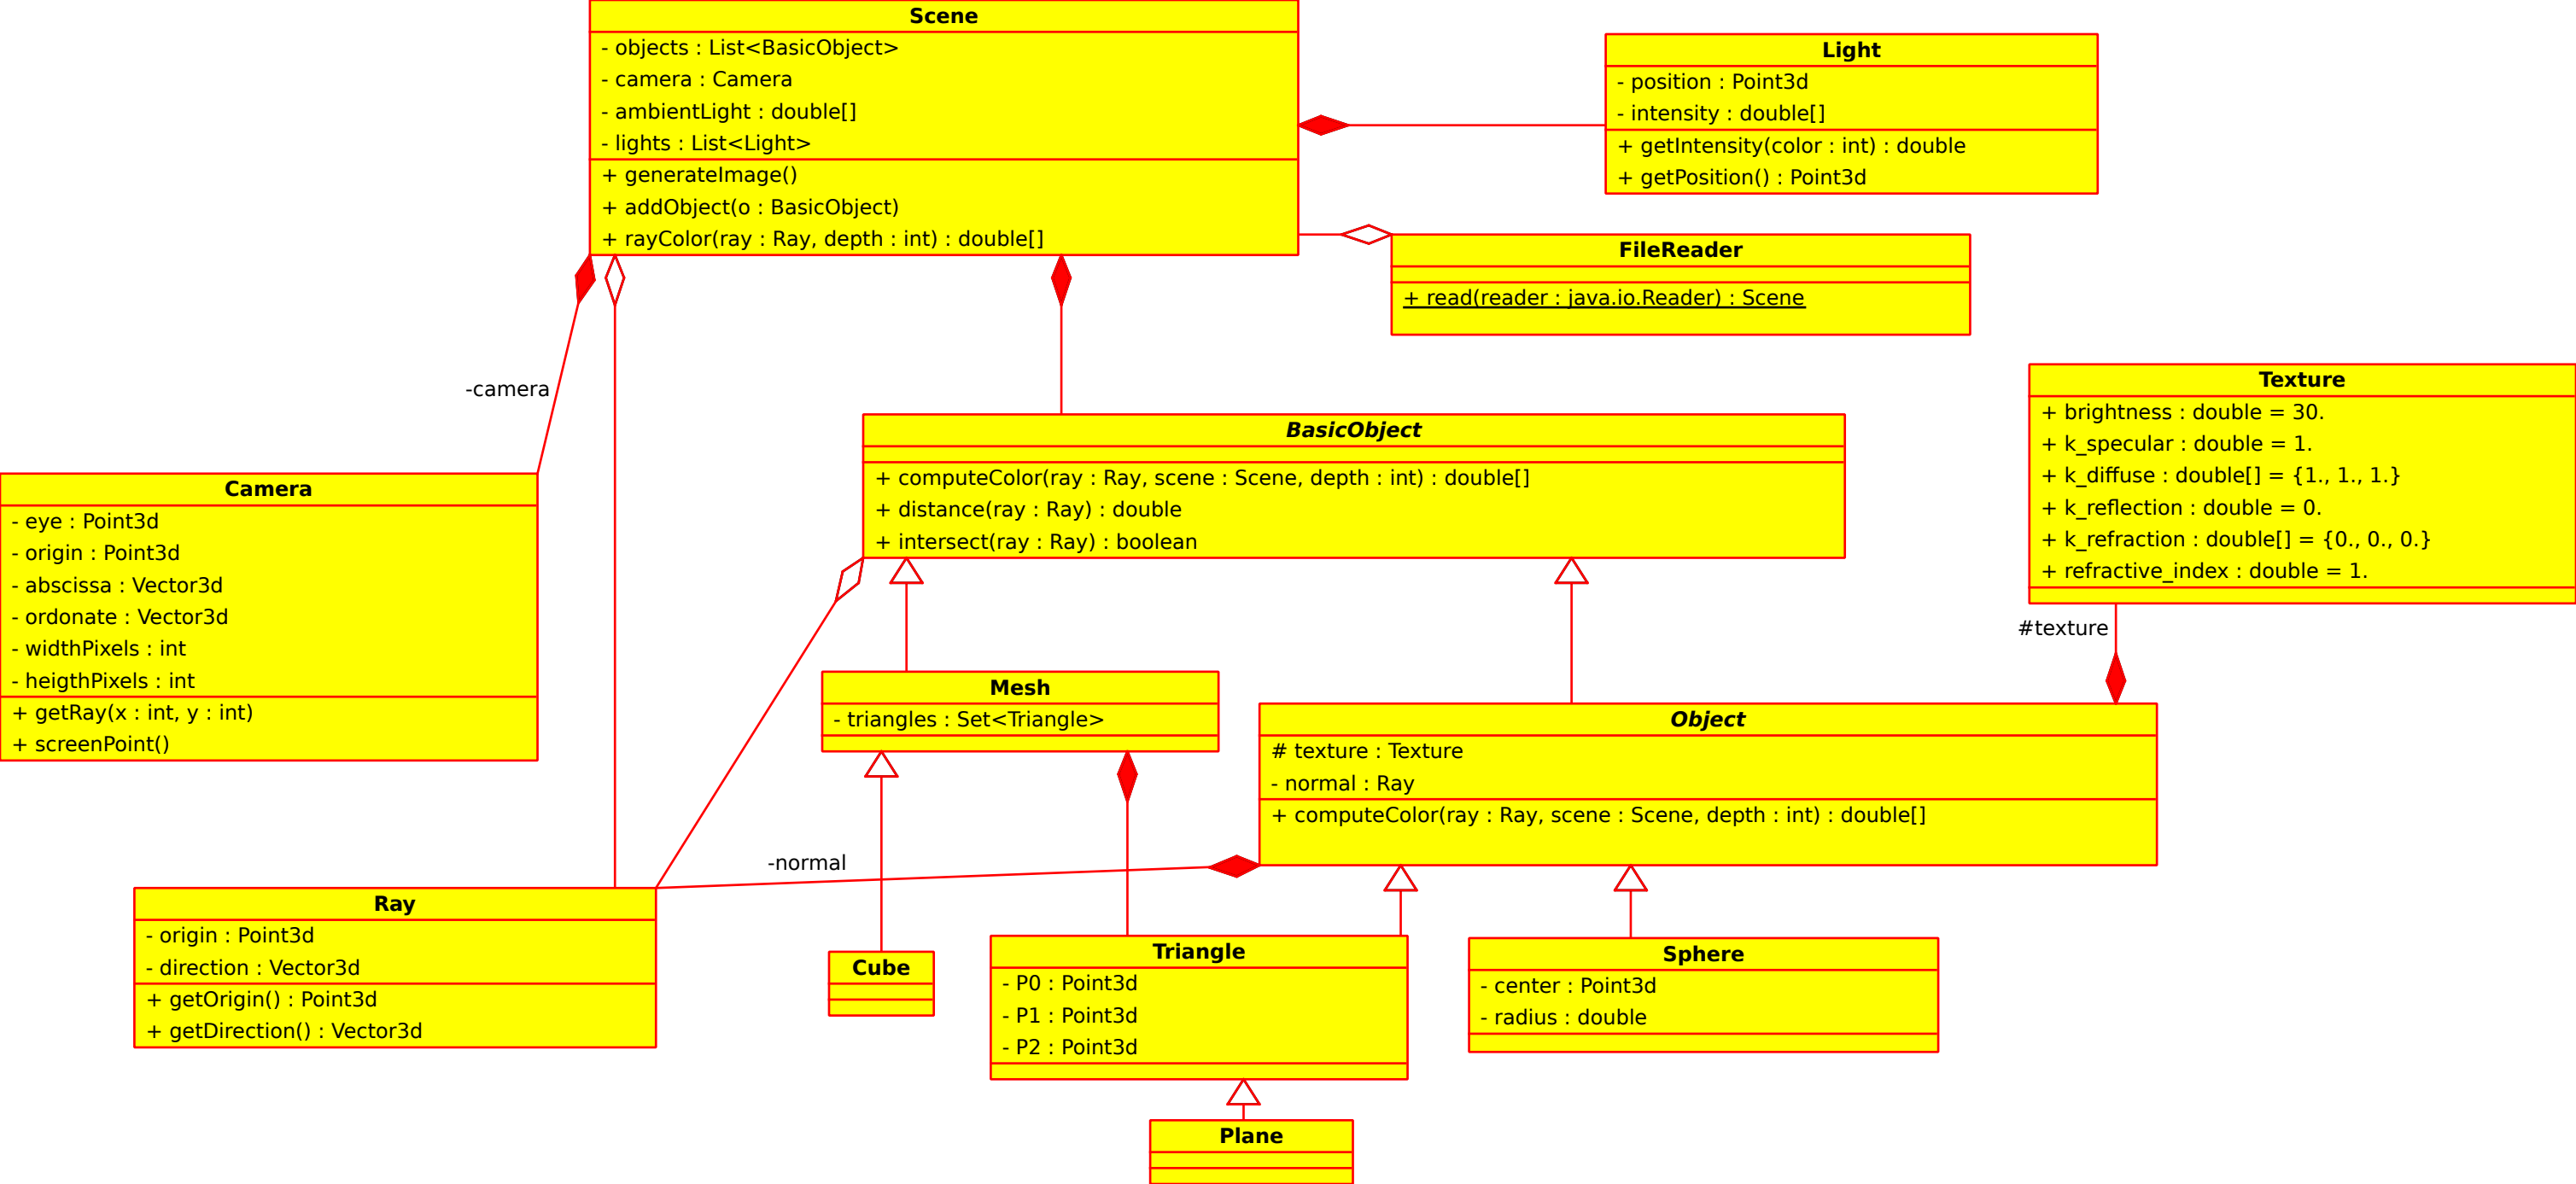 Scene
- objects : List<BasicObject>
- camera : Camera
- ambientLight : double[]
- lights : List<Light>
+ generateImage()
+ addObject(o : BasicObject)
+ rayColor(ray : Ray, depth : int) : double[]
Light
- position : Point3d
- intensity : double[]
+ getIntensity(color : int) : double
+ getPosition() : Point3d
FileReader
+ read(reader : java.io.Reader) : Scene
-camera
Texture
+ brightness : double = 30.
+ k_specular : double = 1.
+ k_diffuse : double[] = {1., 1., 1.}
+ k_reflection : double = 0.
+ k_refraction : double[] = {0., 0., 0.}
+ refractive_index : double = 1.
#texture
BasicObject
+ computeColor(ray : Ray, scene : Scene, depth : int) : double[]
+ distance(ray : Ray) : double
+ intersect(ray : Ray) : boolean
Camera
- eye : Point3d
- origin : Point3d
- abscissa : Vector3d
- ordonate : Vector3d
- widthPixels : int
- heigthPixels : int
+ getRay(x : int, y : int)
+ screenPoint()
Mesh
- triangles : Set<Triangle>
Object
# texture : Texture
- normal : Ray
+ computeColor(ray : Ray, scene : Scene, depth : int) : double[]
-normal
Ray
- origin : Point3d
- direction : Vector3d
+ getOrigin() : Point3d
+ getDirection() : Vector3d
Cube
Triangle
- P0 : Point3d
- P1 : Point3d
- P2 : Point3d
Sphere
- center : Point3d
- radius : double
Plane